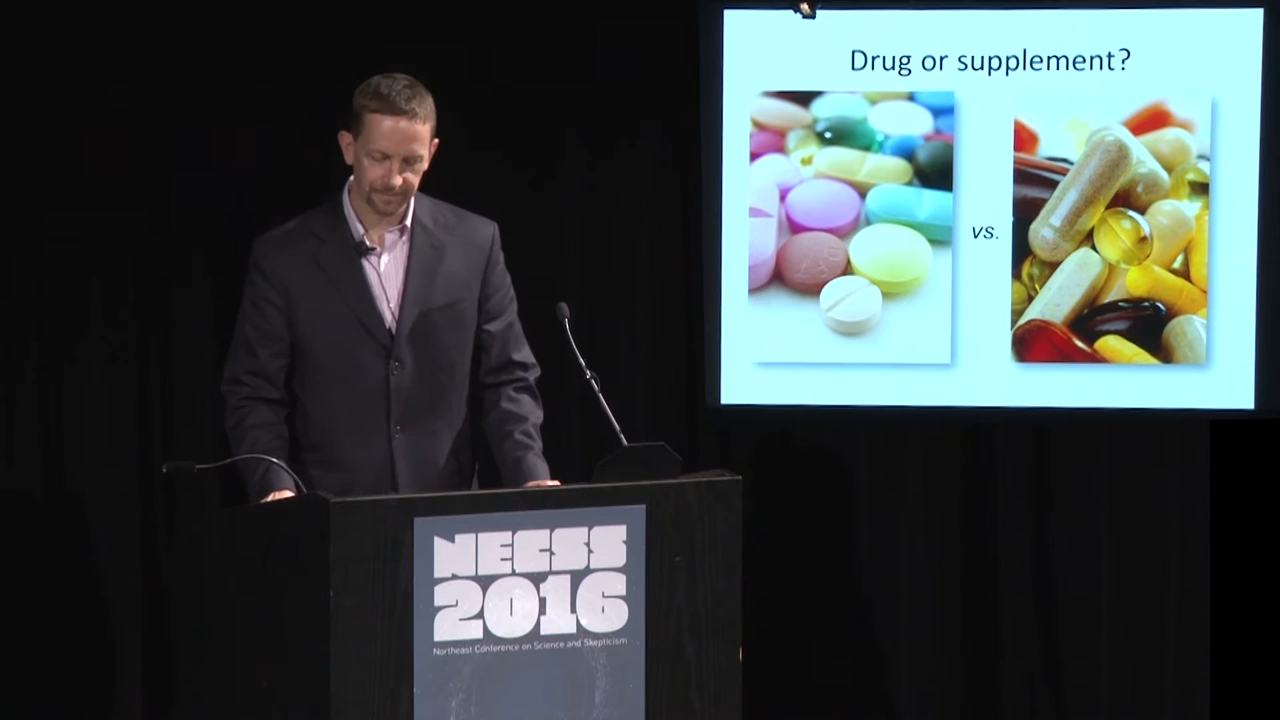 Drug or supplement?
vs.
NECSS
2016
Northeast Conference on Science and Skepticism